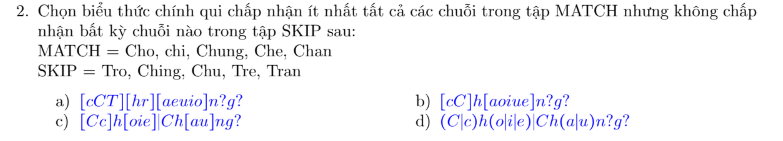 2. Chọn biểu thức chính qui chấp nhận ít nhất tất cả các chuỗi trong tập MATCH nhưng không chấp
nhận bất kỳ chuỗi nào trong tập SKIP sau:
MATCH = Cho, chi, Chung, Che, Chan
SKIP = Tro, Ching, Chu, Tre, Tran
a) [cCT][hr][aeuio]n?g? b) [cC]h[aoiue]n?g?
c) [Cc]h[oie]|Ch[au]ng? d) (C|c)h(o|i|e)|Ch(a|u)n?g?